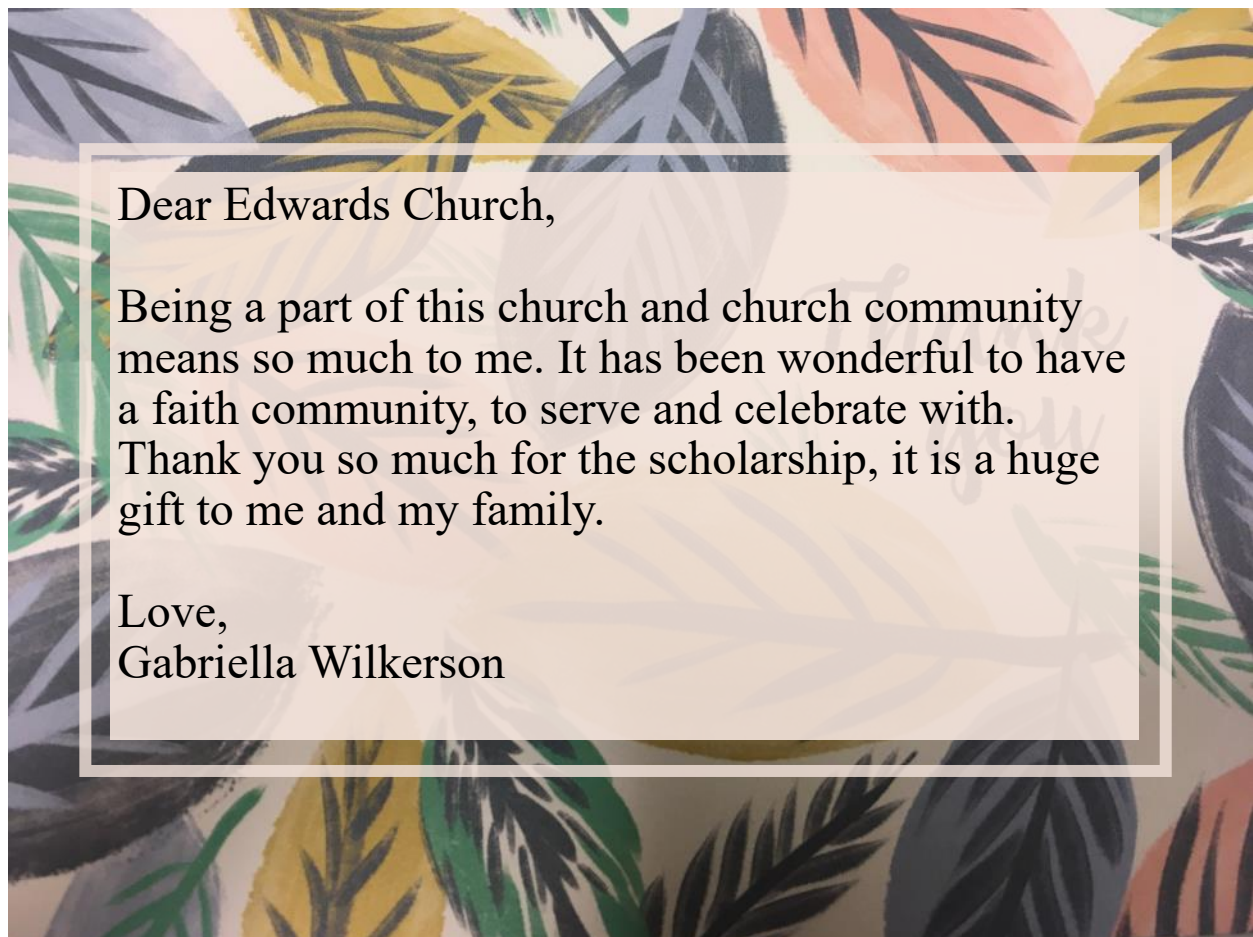 Dear Edwards Church,
Being a part of this church and church community
means so much to me. It has been wonderful to have
a faith community, to serve and celebrate with.
Thank you so much for the scholarship, it is a huge
gift to me and my family.
Love,
Gabriella Wilkerson
Thank
you